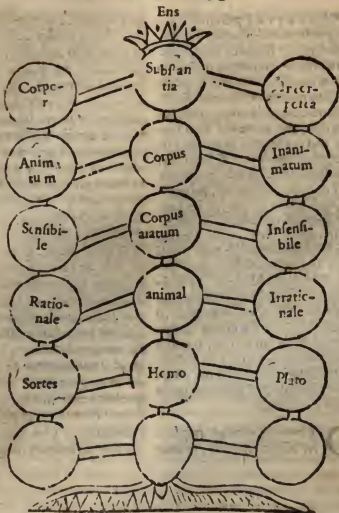 Ens
Corpo-
r
Substan
tia
Anima
tum
Corpus
Inani-
matum
Sensibi-
le
Corpus
aiatum
Insensi-
bile
Ratio-
nale
animal
Irratio-
nale
Sortes
Homo
Plato